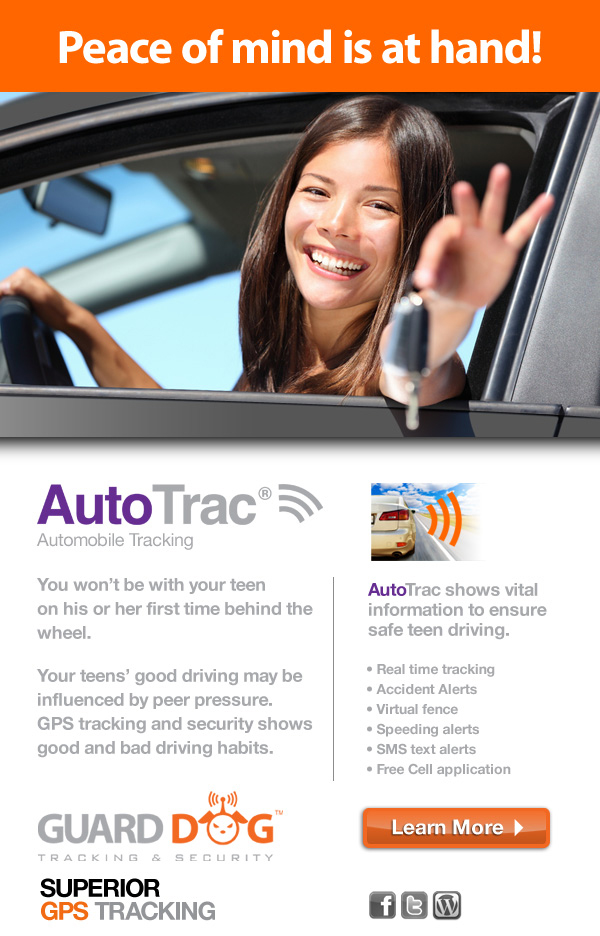 Peace of mind is at hand!
AutoTrac®
Automobile Tracking
You won't be with your teen
on his or her first time behind the
wheel.
Your teens' good driving may be
influenced by peer pressure.
GPS tracking and security shows
good and bad driving habits.
AutoTrac shows vital
information to ensure
safe teen driving.
• Real time tracking
• Accident Alerts
• Virtual fence
• Speeding alerts
• SMS text alerts
• Free Cell application
GUARD DOG™
TRACKING & SECURITY
SUPERIOR
GPS TRACKING
Learn More